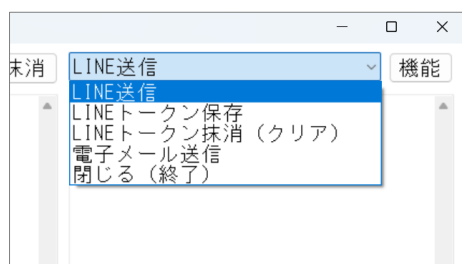 抹消 LINE送信 機能
LINE送信
LINEトークン保存
LINEトークン抹消（クリア）
電子メール送信
閉じる（終了）